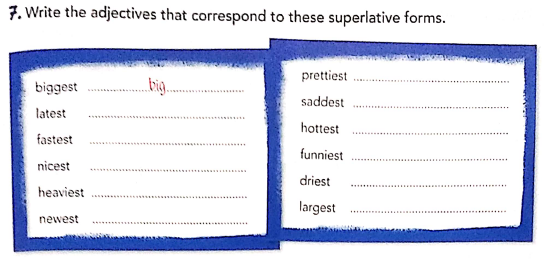 7. Write the adjectives that correspond to these superlative forms.
biggest ........................ big ........................
latest ........................
fastest ........................
nicest ........................
heaviest ........................
newest ........................
prettiest ........................
saddest ........................
hottest ........................
funniest ........................
driest ........................
largest ........................